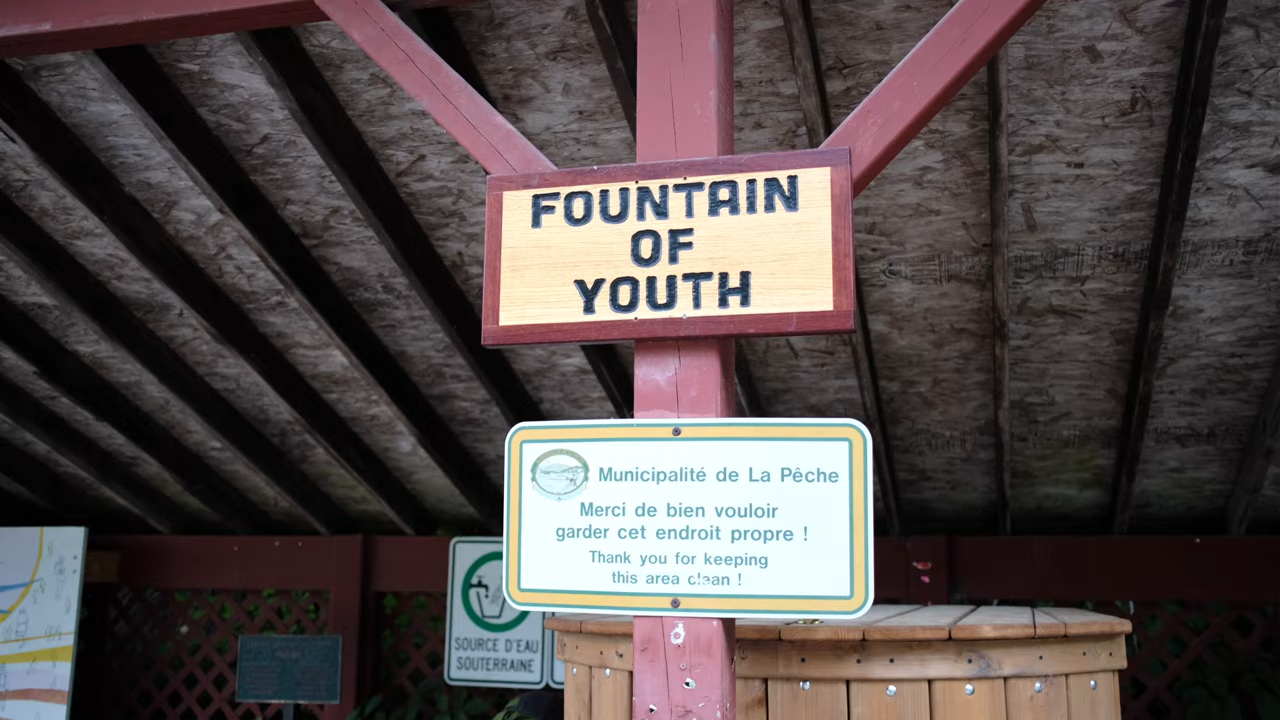 FOUNTAIN
OF
YOUTH
Municipalité de La Pêche
Merci de bien vouloir
garder cet endroit propre !
Thank you for keeping
this area clean !
SOURCE D'EAU
SOUTERRAINE